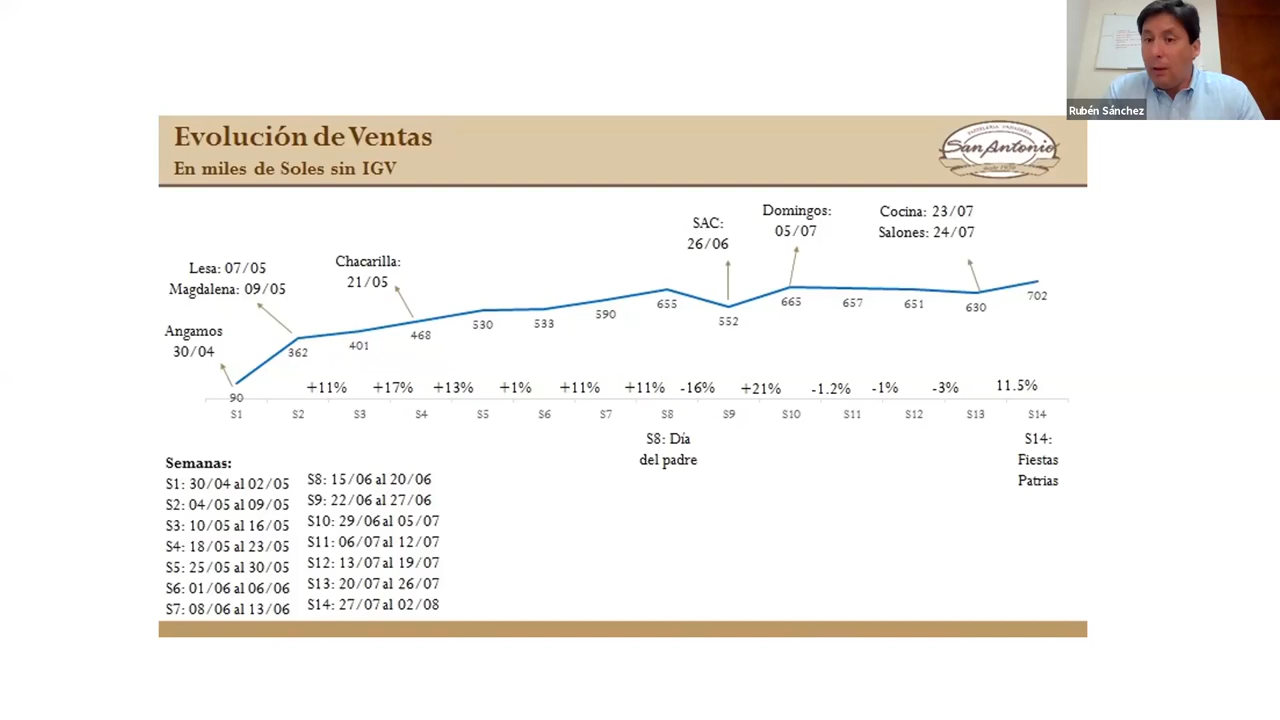 Rubén Sánchez
Evolución de Ventas
En miles de Soles sin IGV
PASTELERIA PANADERIA
San Antonio
desde 1959
Lesa: 07/05
Magdalena: 09/05
Angamos
30/04
Chacarilla:
21/05
SAC:
26/06
Domingos:
05/07
Cocina: 23/07
Salones: 24/07
90
362
401
468
530
533
590
655
552
665
657
651
630
702
+11%
+17%
+13%
+1%
+11%
+11%
-16%
+21%
-1.2%
-1%
-3%
11.5%
S1
S2
S3
S4
S5
S6
S7
S8
S9
S10
S11
S12
S13
S14
S8: Día
del padre
S14:
Fiestas
Patrias
Semanas:
S1: 30/04 al 02/05
S2: 04/05 al 09/05
S3: 10/05 al 16/05
S4: 18/05 al 23/05
S5: 25/05 al 30/05
S6: 01/06 al 06/06
S7: 08/06 al 13/06
S8: 15/06 al 20/06
S9: 22/06 al 27/06
S10: 29/06 al 05/07
S11: 06/07 al 12/07
S12: 13/07 al 19/07
S13: 20/07 al 26/07
S14: 27/07 al 02/08